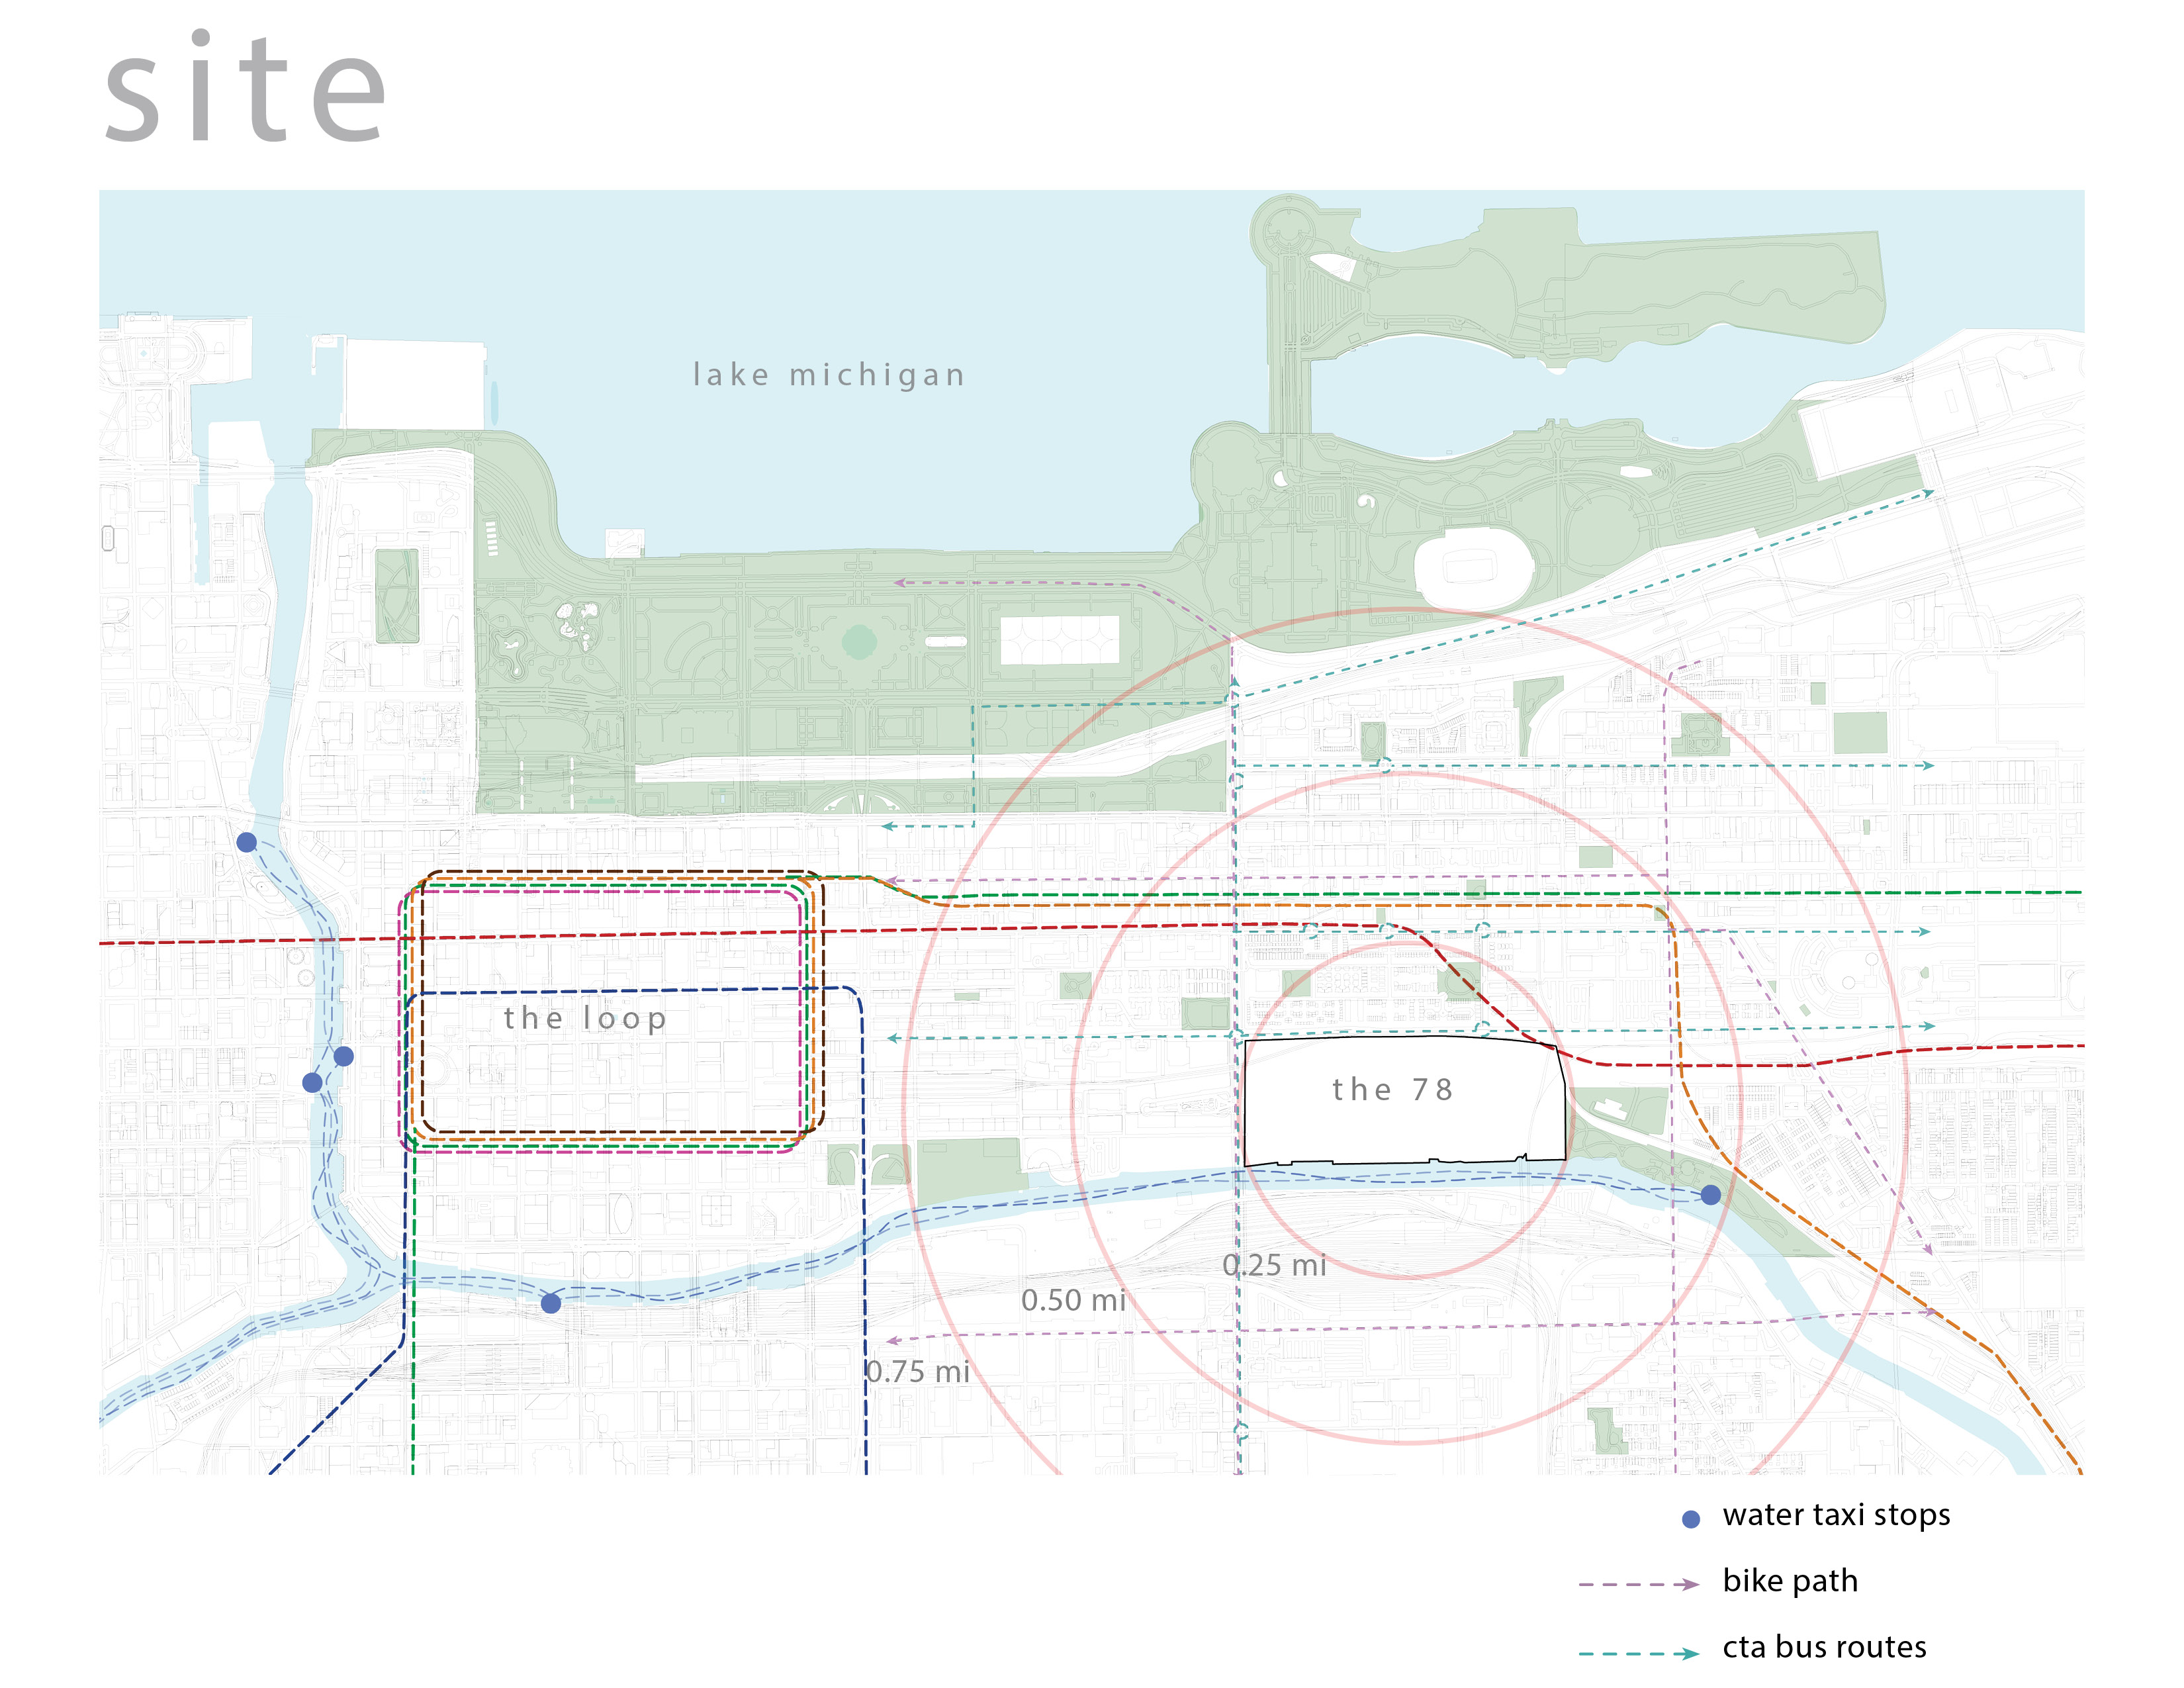 site
lake michigan
the loop
the 78
0.25 mi
0.50 mi
0.75 mi
water taxi stops
bike path
cta bus routes